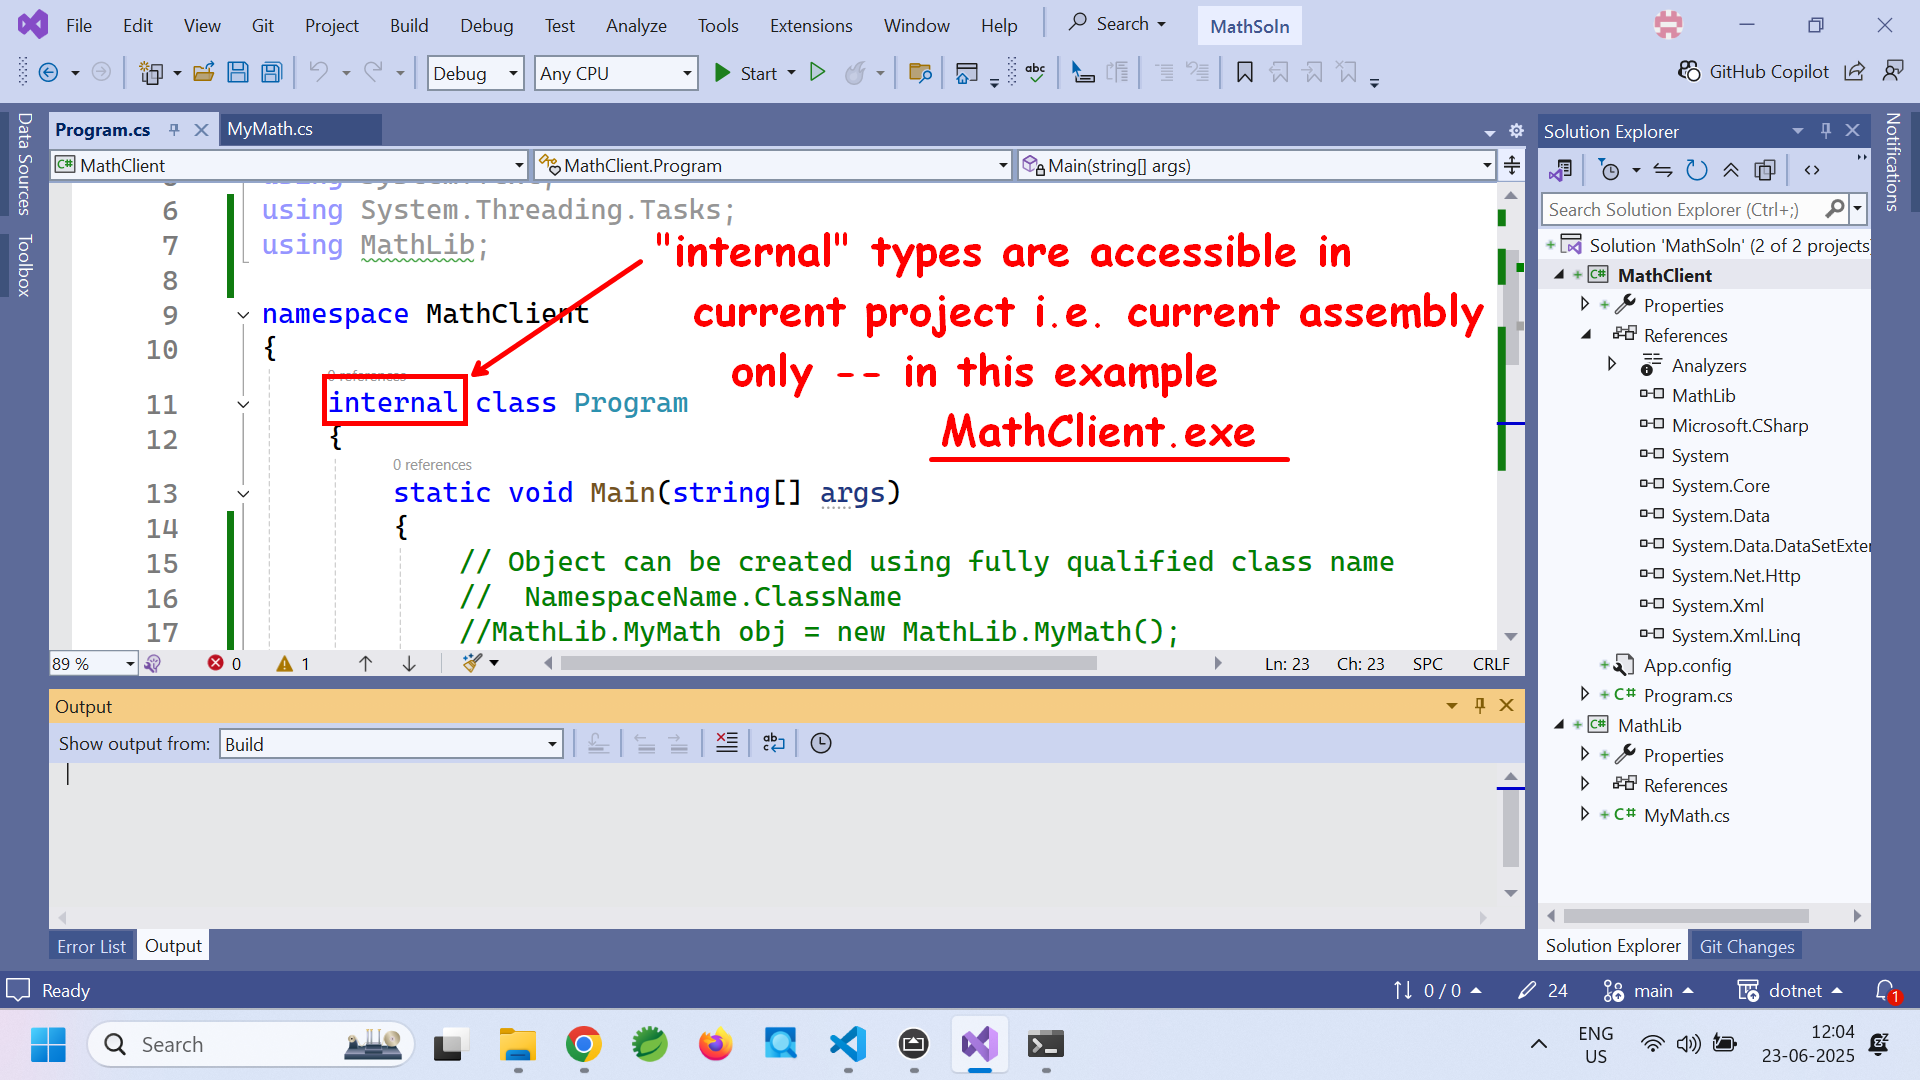 File Edit View Git Project Build Debug Test Analyze Tools Extensions Window Help Search MathSoln
Debug Any CPU Start GitHub Copilot
Data Sources
Toolbox
Program.cs MyMath.cs
MathClient MathClient.Program Main(string[] args)
6 using System.Threading.Tasks;
7 using MathLib;
8
9 namespace MathClient
10 {
0 references
11 internal class Program
12 {
0 references
13 static void Main(string[] args)
14 {
15 // Object can be created using fully qualified class name
16 // NamespaceName.ClassName
17 //MathLib.MyMath obj = new MathLib.MyMath();
"internal" types are accessible in
current project i.e. current assembly
only -- in this example
MathClient.exe
89 % 0 1 Ln: 23 Ch: 23 SPC CRLF
Output
Show output from: Build
Error List Output
Solution Explorer
Search Solution Explorer (Ctrl+;)
Solution 'MathSoln' (2 of 2 projects
MathClient
Properties
References
Analyzers
MathLib
Microsoft.CSharp
System
System.Core
System.Data
System.Data.DataSetExte
System.Net.Http
System.Xml
System.Xml.Linq
App.config
Program.cs
MathLib
Properties
References
MyMath.cs
Solution Explorer Git Changes
Notifications
Ready 0 / 0 24 main dotnet 1
Search
ENG
US
12:04
23-06-2025